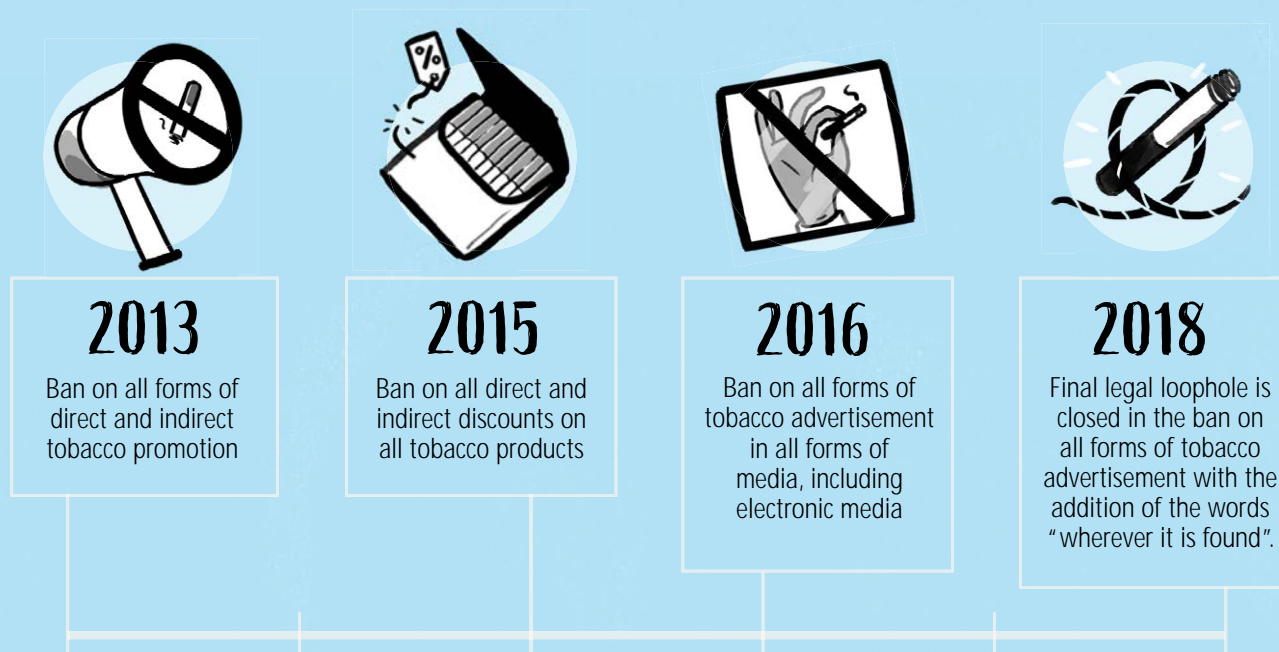 %
2013
Ban on all forms of
direct and indirect
tobacco promotion
2015
Ban on all direct and
indirect discounts on
all tobacco products
2016
Ban on all forms of
tobacco advertisement
in all forms of
media, including
electronic media
2018
Final legal loophole is
closed in the ban on
all forms of tobacco
advertisement with the
addition of the words
“wherever it is found”.